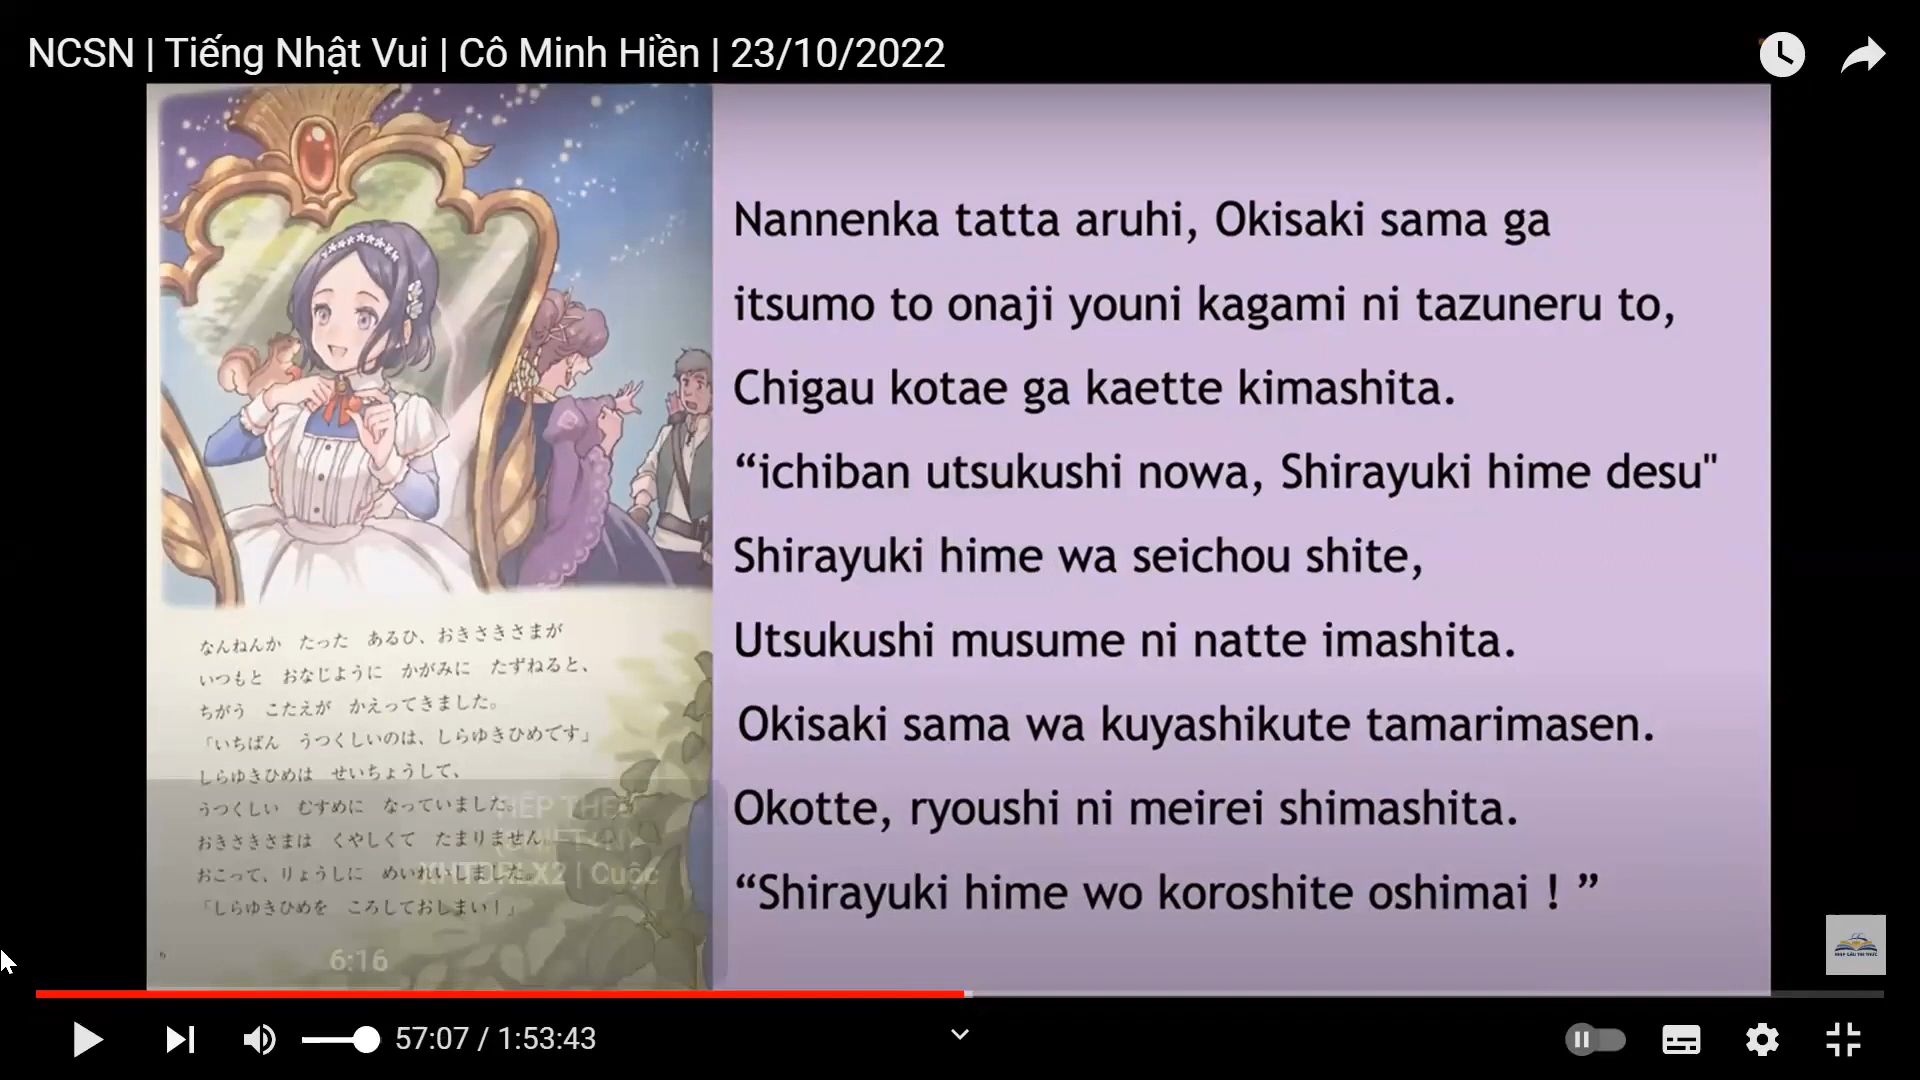 NCSN | Tiếng Nhật Vui | Cô Minh Hiền | 23/10/2022
なんねんか　たった　あるひ、おきさきさまが
いつもと　おなじように　かがみに　たずねると、
ちがう　こたえが　かえってきました。
「いちばん　うつくしいのは、しらゆきひめです」
しらゆきひめは　せいちょうして、
うつくしい　むすめに　なっていました。
おきさきさまは　くやしくて　たまりません。
おこって、りょうしに　めいれいしました。
「しらゆきひめを　ころしておしまい！」
6
Nannenka tatta aruhi, Okisaki sama ga
itsumo to onaji youni kagami ni tazuneru to,
Chigau kotae ga kaette kimashita.
“ichiban utsukushi nowa, Shirayuki hime desu"
Shirayuki hime wa seichou shite,
Utsukushi musume ni natte imashita.
Okisaki sama wa kuyashikute tamarimasen.
Okotte, ryoushi ni meirei shimashita.
“Shirayuki hime wo koroshite oshimai ! ”
XHTDRLX2 | Cuộc
6:16
NHỊP CẦU TRI THỨC
57:07 / 1:53:43